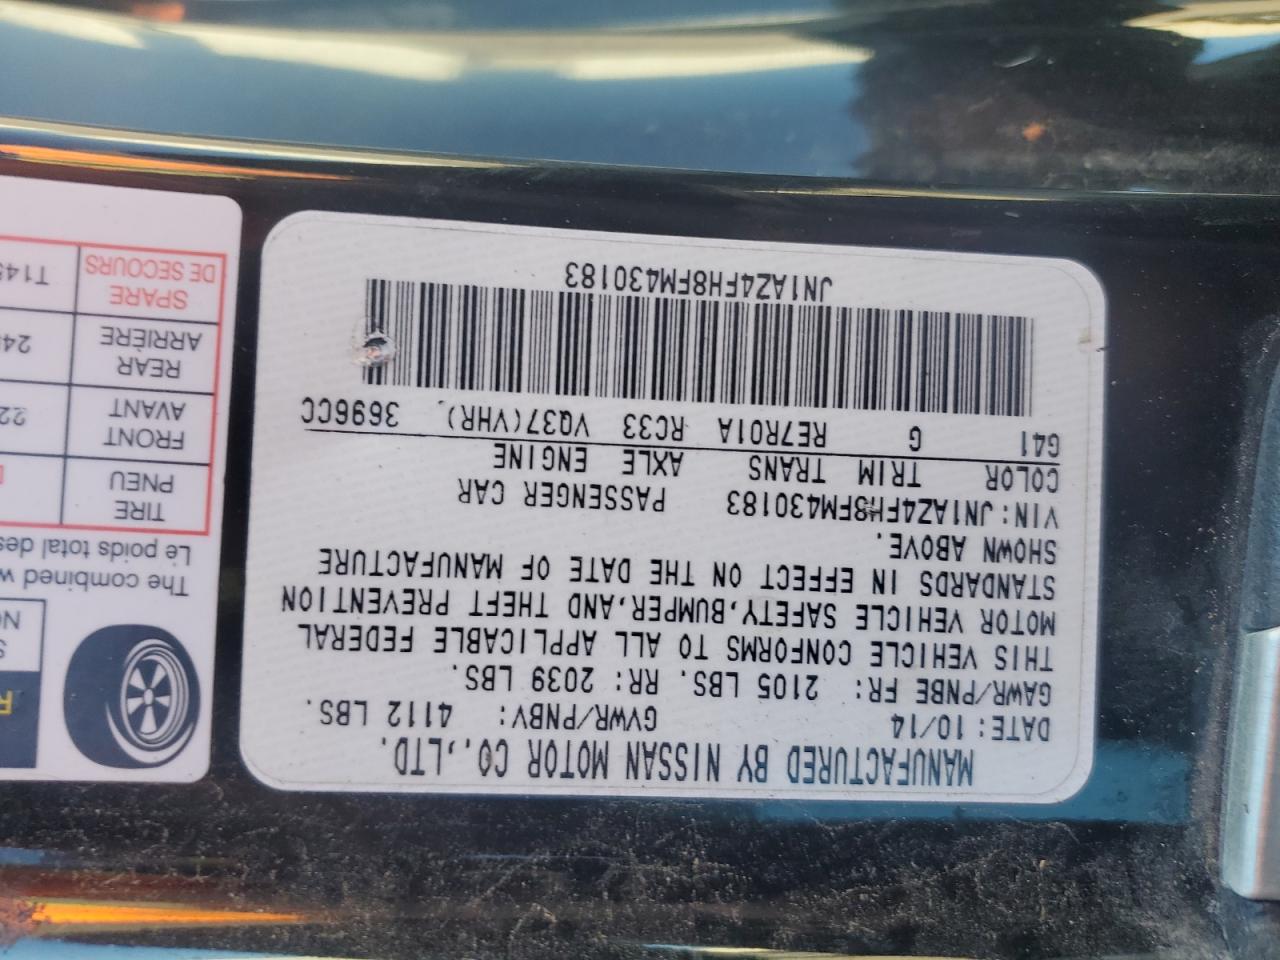 MANUFACTURED BY NISSAN MOTOR CO.,LTD.
DATE: 10/14 GVWR/PNBV: 4112 LBS.
GAWR/PNBE FR: 2105 LBS. RR: 2039 LBS.
THIS VEHICLE CONFORMS TO ALL APPLICABLE FEDERAL
MOTOR VEHICLE SAFETY,BUMPER,AND THEFT PREVENTION
STANDARDS IN EFFECT ON THE DATE OF MANUFACTURE
SHOWN ABOVE.
VIN:JN1AZ4FH8FM430183 PASSENGER CAR
COLOR TRIM TRANS AXLE ENGINE
G41 G RE7R01A RC33 VQ37(VHR) 3696CC
JN1AZ4FH8FM430183
The combined
Le poids total des
TIRE
PNEU
FRONT
AVANT
REAR
ARRIÈRE
SPARE
DE SECOURS